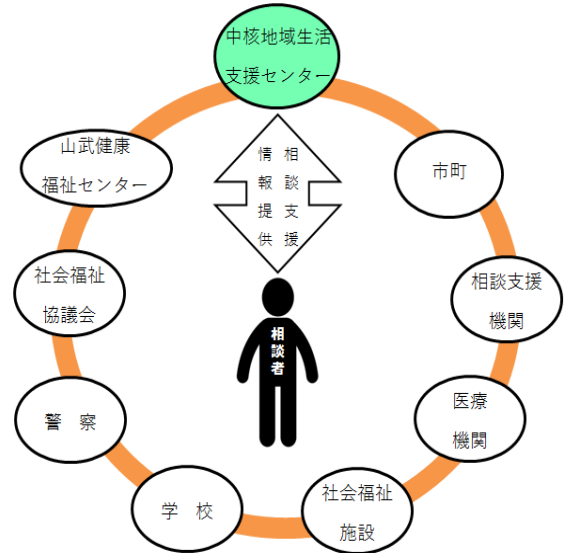 中核地域生活
支援センター
山武健康
福祉センター
市町
相談支援
情報提供
社会福祉
協議会
相談支援
機関
相談者
警　察
医療
機関
学　校
社会福祉
施設